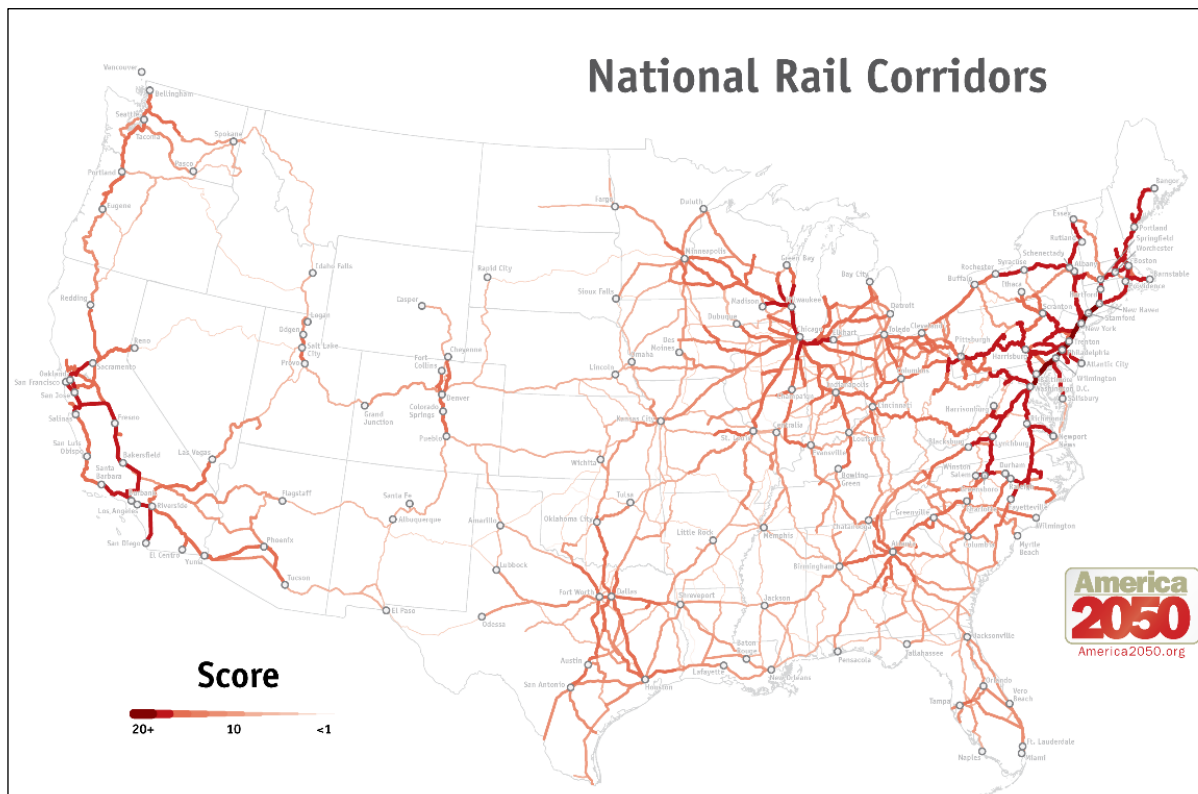 National Rail Corridors
Vancouver
Bellingham
Seattle
Tacoma
Spokane
Pasco
Portland
Eugene
Redding
Reno
Sacramento
Oakland
San Francisco
San Jose
Salinas
Fresno
San Luis
Obispo
Bakersfield
Santa
Barbara
Burbank
Los Angeles
Riverside
San Diego
El Centro
Yuma
Las Vegas
Flagstaff
Phoenix
Tucson
Idaho Falls
Logan
Ogden
Salt Lake
City
Provo
Grand
Junction
Casper
Cheyenne
Fort
Collins
Denver
Colorado
Springs
Pueblo
Santa Fe
Albuquerque
El Paso
Rapid City
Fargo
Duluth
Minneapolis
Sioux Falls
Omaha
Lincoln
Des
Moines
Dubuque
Kansas City
Wichita
Tulsa
Oklahoma City
Amarillo
Lubbock
Odessa
Fort Worth
Dallas
Austin
San Antonio
Houston
Shreveport
Little Rock
Memphis
Jackson
Baton
Rouge
Lafayette
New Orleans
Green Bay
Madison
Milwaukee
Chicago
Elkhart
Bay City
Detroit
Toledo
Cleveland
Columbus
Indianapolis
Cincinnati
Champaign
St. Louis
Centralia
Evansville
Louisville
Bowling
Green
Chattanooga
Birmingham
Atlanta
Greenville
Columbia
Charlotte
Pensacola
Tallahassee
Jacksonville
Orlando
Tampa
Vero
Beach
Ft. Lauderdale
Miami
Naples
Myrtle
Beach
Wilmington
Fayetteville
Raleigh
Durham
Greensboro
Winston
Salem
Blacksburg
Lynchburg
Harrisonburg
Richmond
Newport
News
Salisbury
Washington D.C.
Baltimore
Wilmington
Atlantic City
Philadelphia
Trenton
New York
Stamford
New Haven
Hartford
Providence
Barnstable
Boston
Worchester
Springfield
Portland
Bangor
Essex
Rutland
Albany
Schenectady
Syracuse
Rochester
Buffalo
Ithaca
Scranton
Harrisburg
Pittsburgh
America
2050
America2050.org
Score
20+ 10 <1